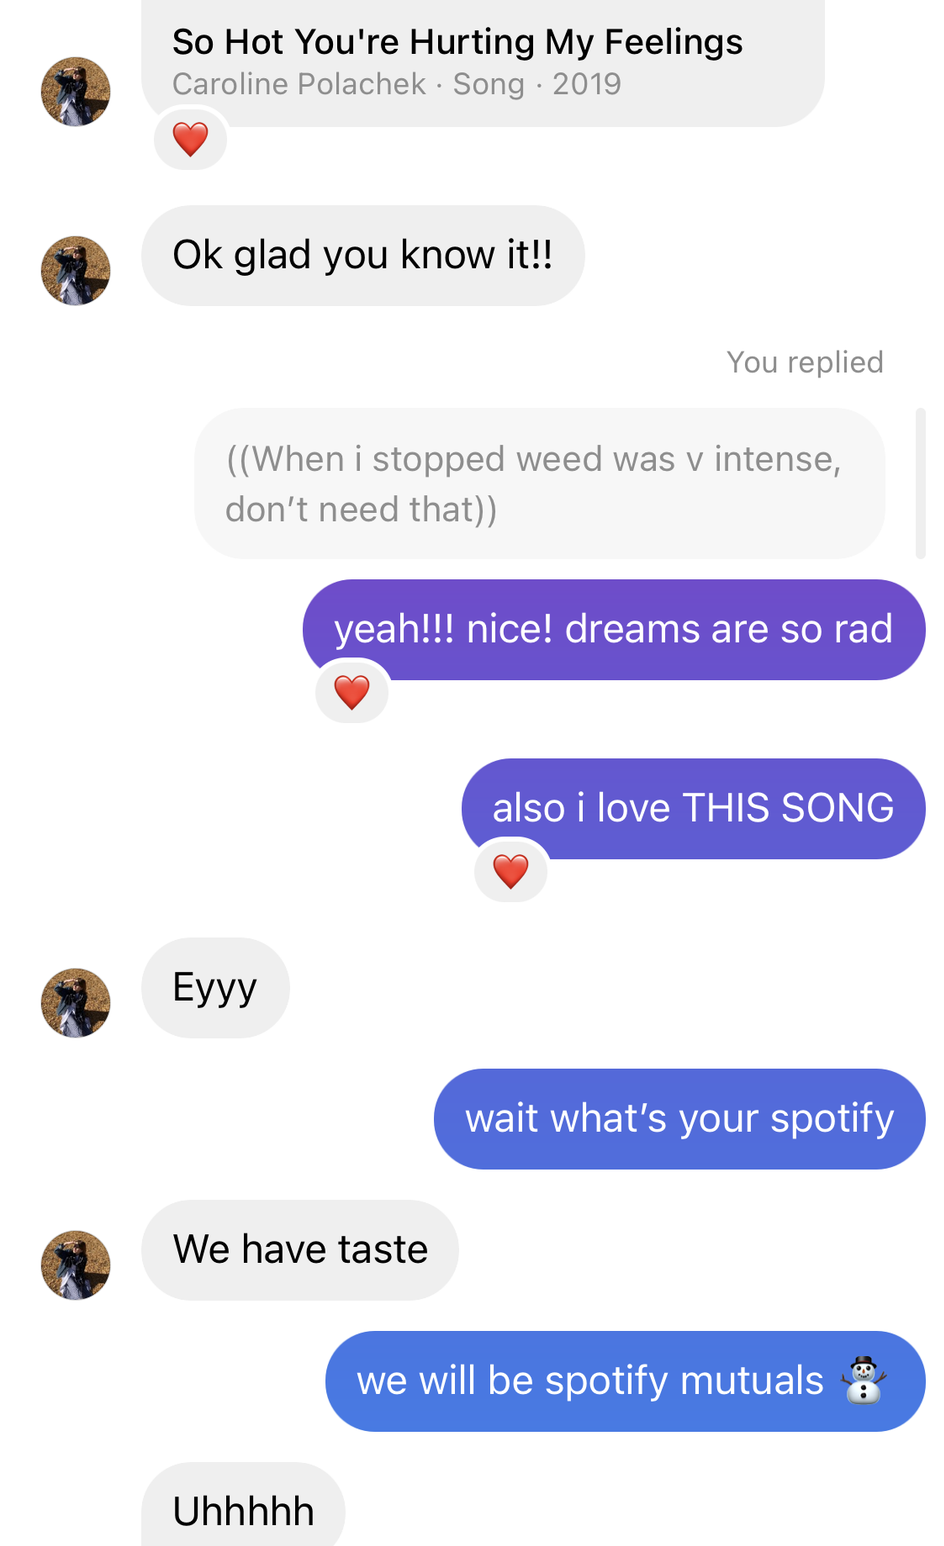 So Hot You're Hurting My Feelings
Caroline Polachek · Song · 2019
Ok glad you know it!!
You replied
((When i stopped weed was v intense,
don’t need that))
yeah!!! nice! dreams are so rad
also i love THIS SONG
Eyyy
wait what’s your spotify
We have taste
we will be spotify mutuals ⛄
Uhhhhh